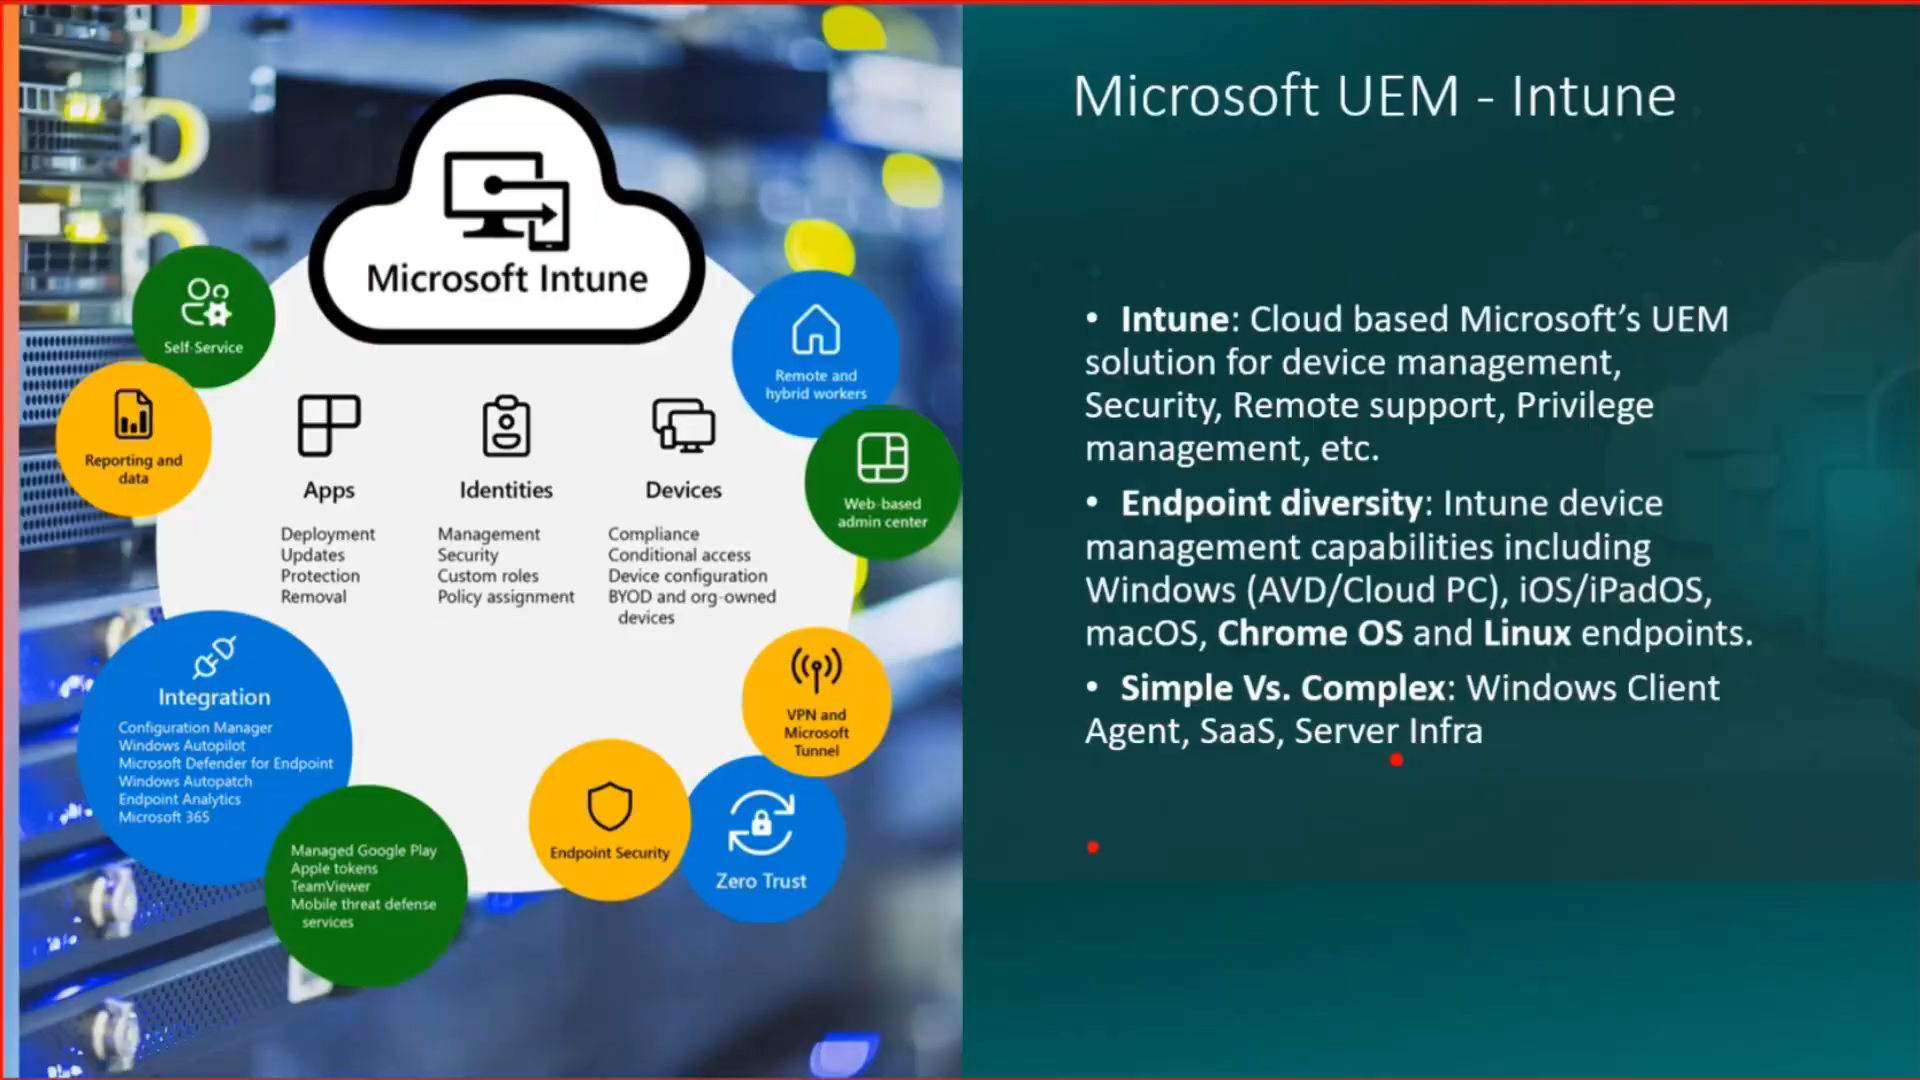 Microsoft UEM - Intune
Microsoft Intune
Self-Service
Reporting and
data
Remote and
hybrid workers
Web-based
admin center
Apps
Deployment
Updates
Protection
Removal
Identities
Management
Security
Custom roles
Policy assignment
Devices
Compliance
Conditional access
Device configuration
BYOD and org-owned
devices
Integration
Configuration Manager
Windows Autopilot
Microsoft Defender for Endpoint
Windows Autopatch
Endpoint Analytics
Microsoft 365
Managed Google Play
Apple tokens
TeamViewer
Mobile threat defense
services
VPN and
Microsoft
Tunnel
Endpoint Security
Zero Trust
• Intune: Cloud based Microsoft’s UEM
solution for device management,
Security, Remote support, Privilege
management, etc.
• Endpoint diversity: Intune device
management capabilities including
Windows (AVD/Cloud PC), iOS/iPadOS,
macOS, Chrome OS and Linux endpoints.
• Simple Vs. Complex: Windows Client
Agent, SaaS, Server Infra